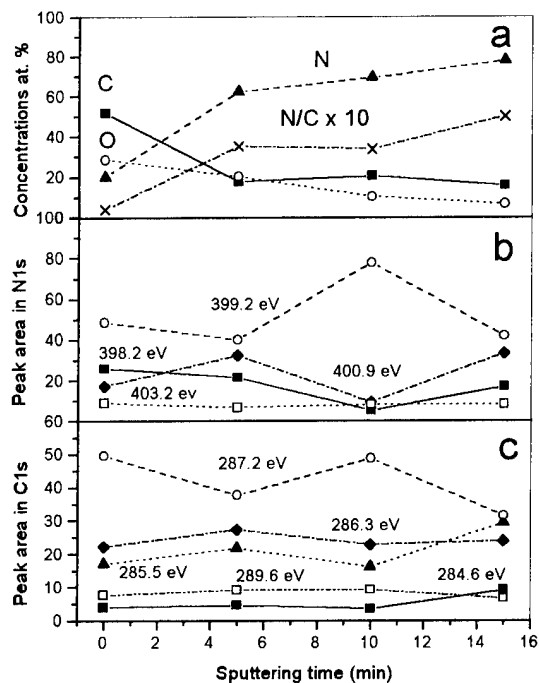 100
80
60
40
20
Concentrations at. %
a
C
O
N
N/C x 10
100
80
60
40
20
Peak area in N1s
b
399.2 eV
398.2 eV
400.9 eV
403.2 ev
60
50
40
30
20
10
0
Peak area in C1s
c
287.2 eV
286.3 eV
285.5 eV
289.6 eV
284.6 eV
0 2 4 6 8 10 12 14 16
Sputtering time (min)